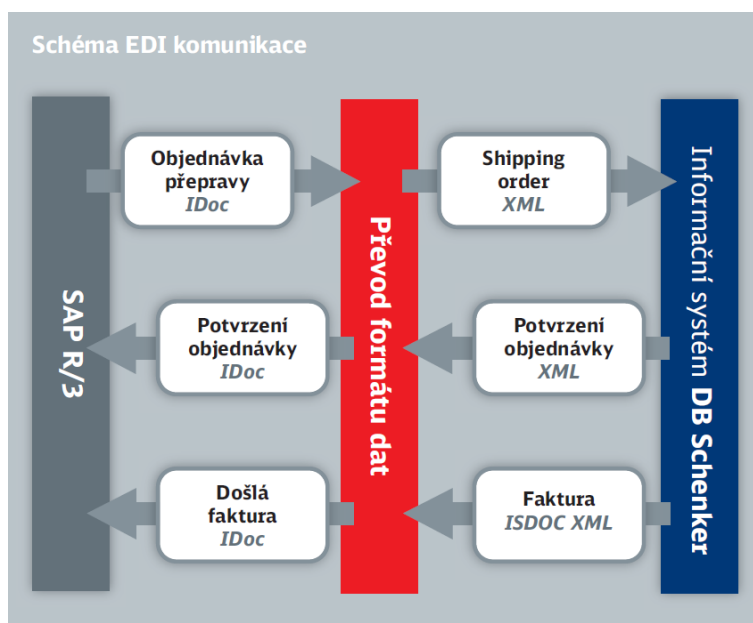 Schéma EDI komunikace
SAP R/3
Objednávka
přepravy
IDoc
Převod formátu dat
Shipping
order
XML
Informační systém DB Schenker
Potvrzení
objednávky
IDoc
Potvrzení
objednávky
XML
Došlá
faktura
IDoc
Faktura
ISDOC XML